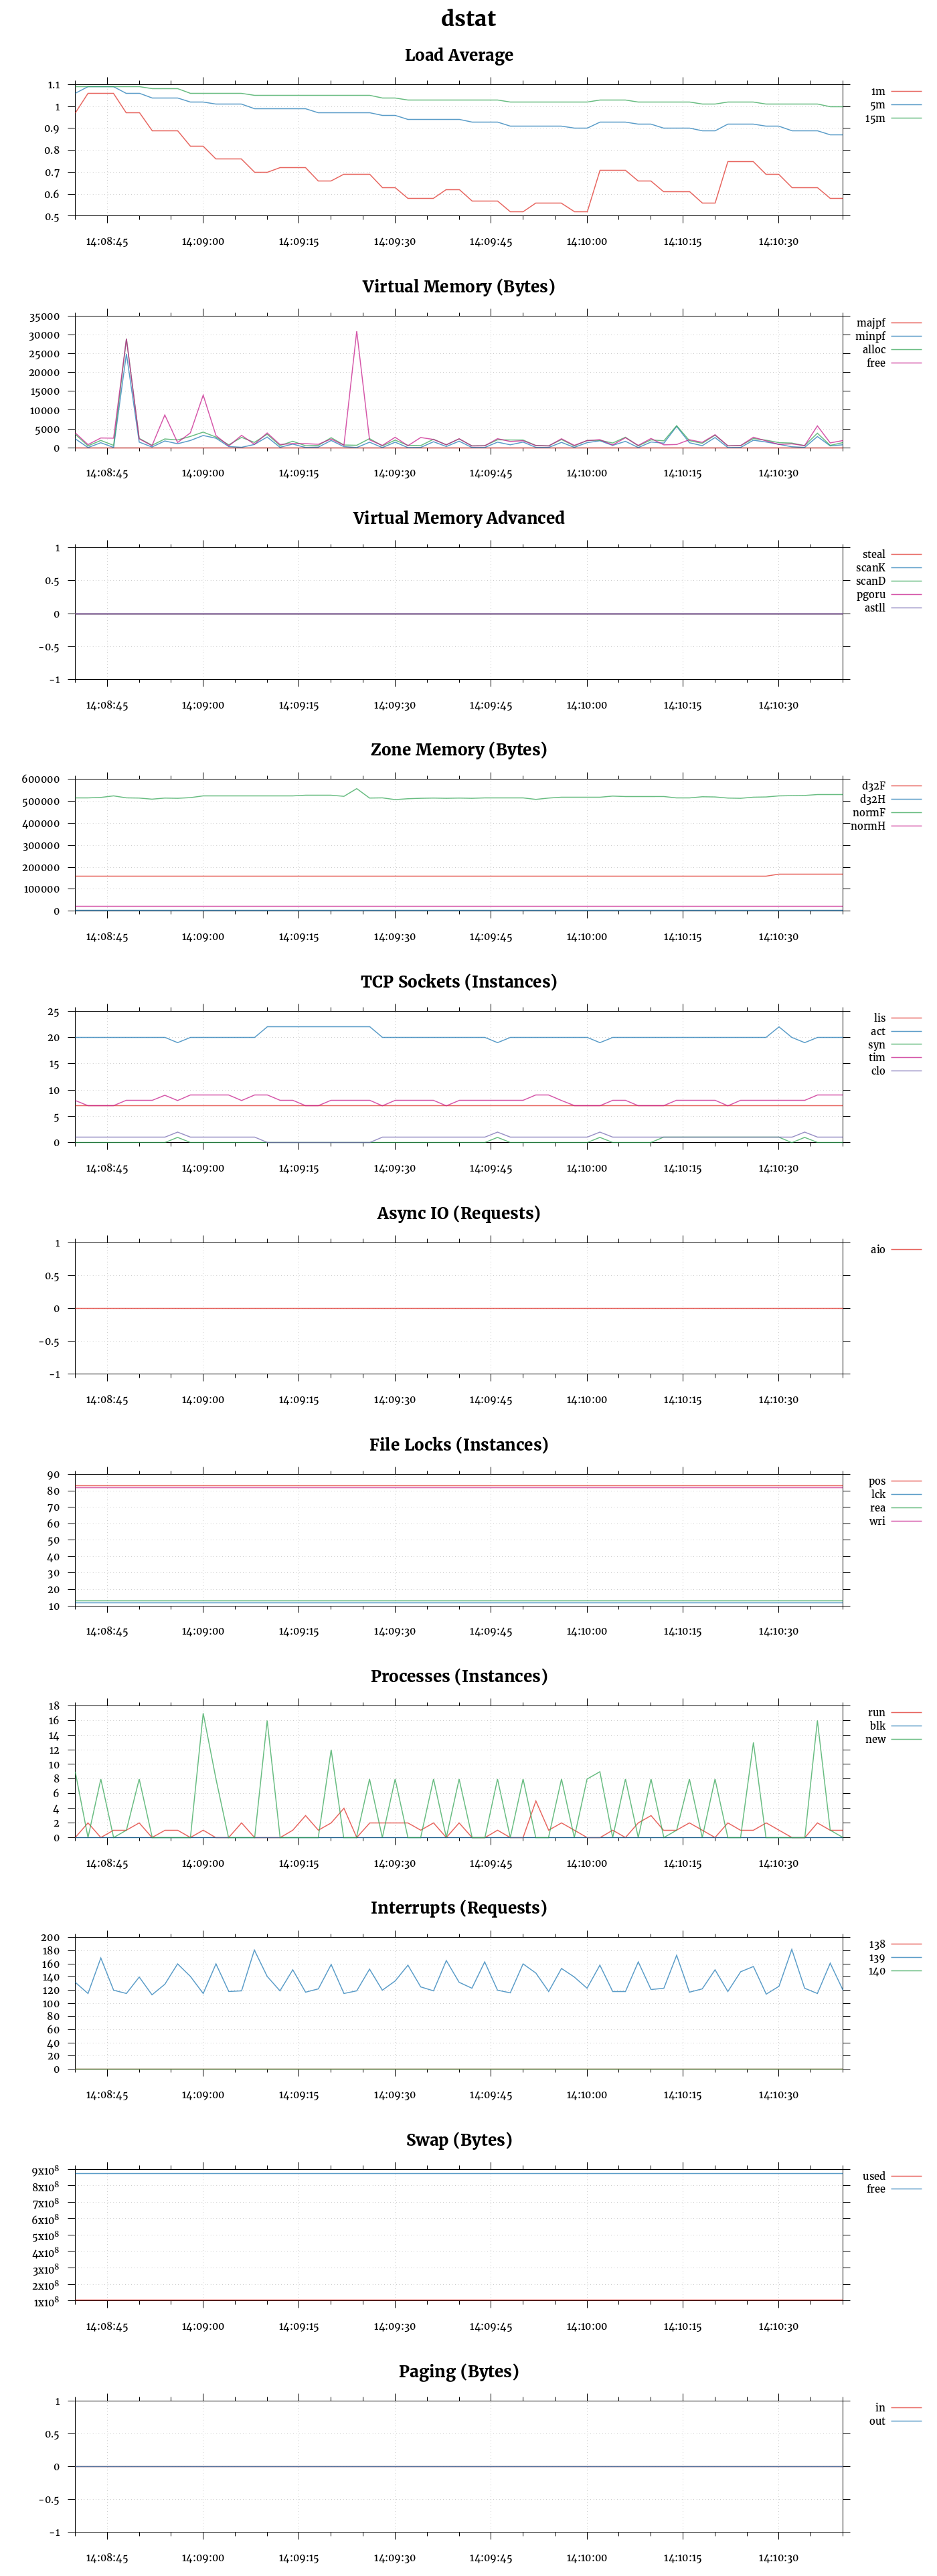 dstat
Load Average
1.1
1
0.9
0.8
0.7
0.6
0.5
14:08:45 14:09:00 14:09:15 14:09:30 14:09:45 14:10:00 14:10:15 14:10:30
1m
5m
15m
Virtual Memory (Bytes)
35000
30000
25000
20000
15000
10000
5000
0
14:08:45 14:09:00 14:09:15 14:09:30 14:09:45 14:10:00 14:10:15 14:10:30
majpf
minpf
alloc
free
Virtual Memory Advanced
1
0.5
0
-0.5
-1
14:08:45 14:09:00 14:09:15 14:09:30 14:09:45 14:10:00 14:10:15 14:10:30
steal
scanK
scanD
pgoru
astll
Zone Memory (Bytes)
600000
500000
400000
300000
200000
100000
0
14:08:45 14:09:00 14:09:15 14:09:30 14:09:45 14:10:00 14:10:15 14:10:30
d32F
d32H
normF
normH
TCP Sockets (Instances)
25
20
15
10
5
0
14:08:45 14:09:00 14:09:15 14:09:30 14:09:45 14:10:00 14:10:15 14:10:30
lis
act
syn
tim
clo
Async IO (Requests)
1
0.5
0
-0.5
-1
14:08:45 14:09:00 14:09:15 14:09:30 14:09:45 14:10:00 14:10:15 14:10:30
aio
File Locks (Instances)
90
80
70
60
50
40
30
20
10
14:08:45 14:09:00 14:09:15 14:09:30 14:09:45 14:10:00 14:10:15 14:10:30
pos
lck
rea
wri
Processes (Instances)
18
16
14
12
10
8
6
4
2
0
14:08:45 14:09:00 14:09:15 14:09:30 14:09:45 14:10:00 14:10:15 14:10:30
run
blk
new
Interrupts (Requests)
200
180
160
140
120
100
80
60
40
20
0
14:08:45 14:09:00 14:09:15 14:09:30 14:09:45 14:10:00 14:10:15 14:10:30
138
139
140
Swap (Bytes)
9x10⁸
8x10⁸
7x10⁸
6x10⁸
5x10⁸
4x10⁸
3x10⁸
2x10⁸
1x10⁸
14:08:45 14:09:00 14:09:15 14:09:30 14:09:45 14:10:00 14:10:15 14:10:30
used
free
Paging (Bytes)
1
0.5
0
-0.5
-1
14:08:45 14:09:00 14:09:15 14:09:30 14:09:45 14:10:00 14:10:15 14:10:30
in
out